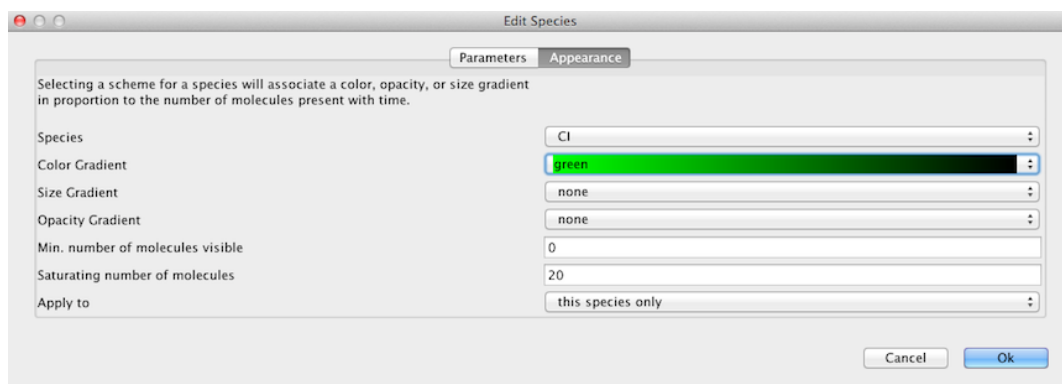 Edit Species
Parameters Appearance
Selecting a scheme for a species will associate a color, opacity, or size gradient
in proportion to the number of molecules present with time.
Species CI
Color Gradient green
Size Gradient none
Opacity Gradient none
Min. number of molecules visible 0
Saturating number of molecules 20
Apply to this species only
Cancel Ok